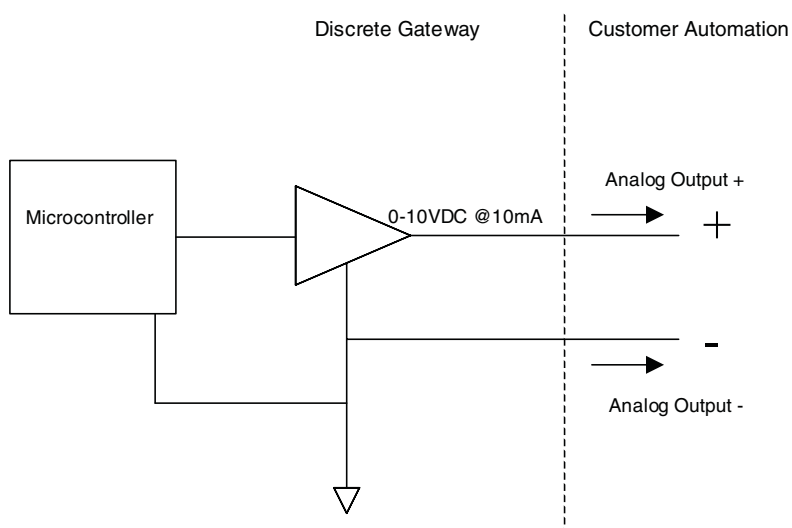 Discrete Gateway
Customer Automation
Analog Output +
Microcontroller
0-10VDC @10mA
+
-
Analog Output -